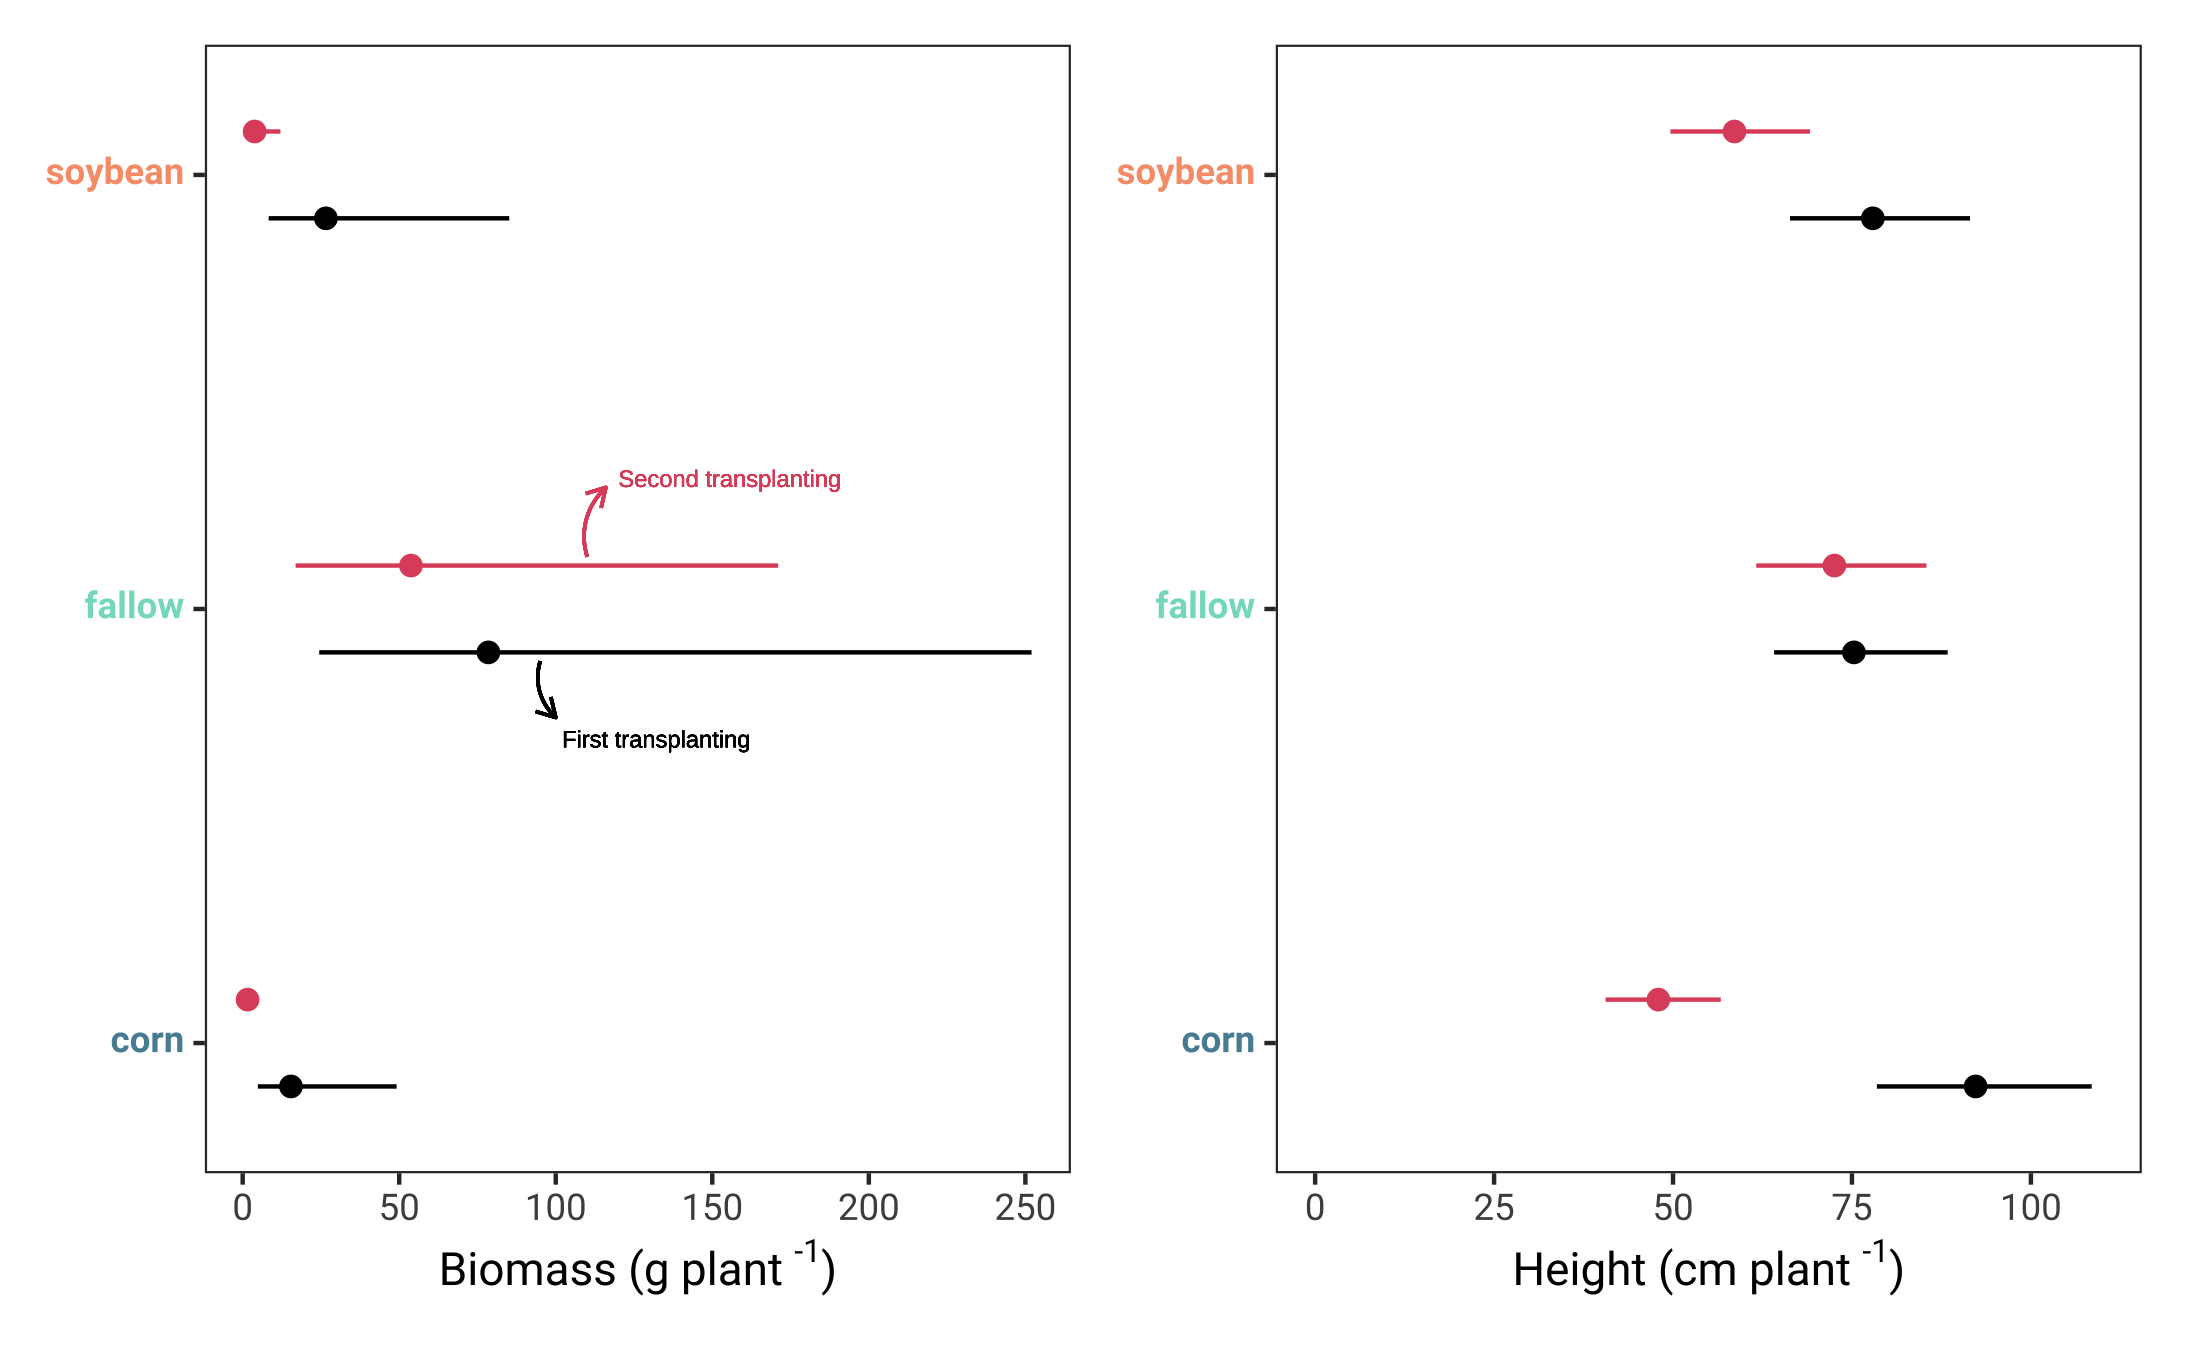 soybean
Second transplanting
fallow
First transplanting
corn
0 50 100 150 200 250
Biomass (g plant -1)
soybean
fallow
corn
0 25 50 75 100
Height (cm plant -1)